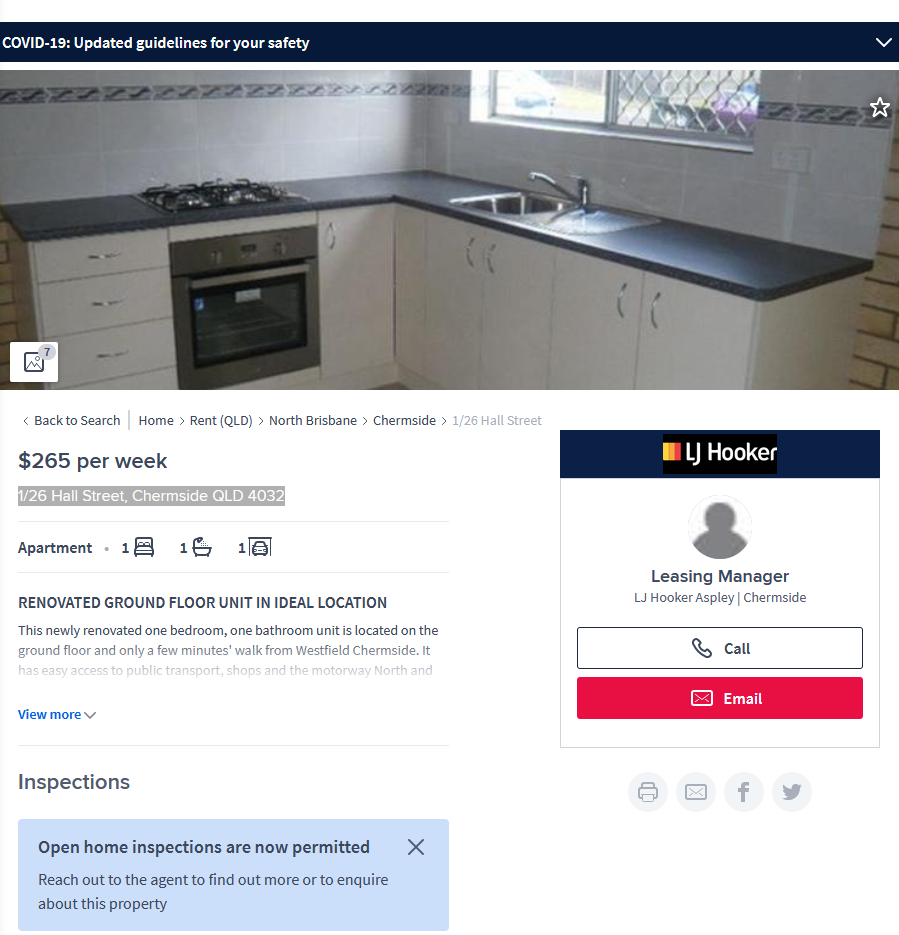 COVID-19: Updated guidelines for your safety
7
Back to Search
Home > Rent (QLD) > North Brisbane > Chermside > 1/26 Hall Street
$265 per week
1/26 Hall Street, Chermside QLD 4032
Apartment • 1 1 1
RENOVATED GROUND FLOOR UNIT IN IDEAL LOCATION
This newly renovated one bedroom, one bathroom unit is located on the
ground floor and only a few minutes' walk from Westfield Chermside. It
has easy access to public transport, shops and the motorway North and
View more
Inspections
Open home inspections are now permitted
Reach out to the agent to find out more or to enquire
about this property
LJ Hooker
Leasing Manager
LJ Hooker Aspley | Chermside
Call
Email